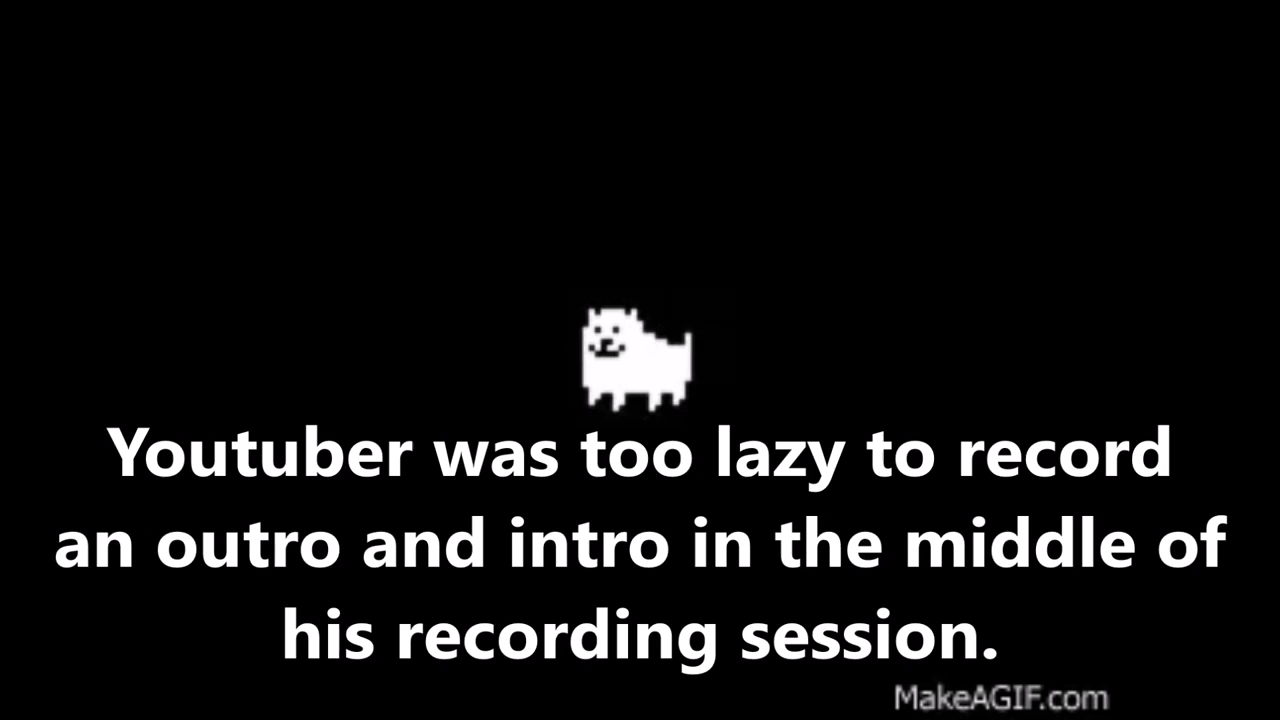 Youtuber was too lazy to record
an outro and intro in the middle of
his recording session.
MakeAGIF.com